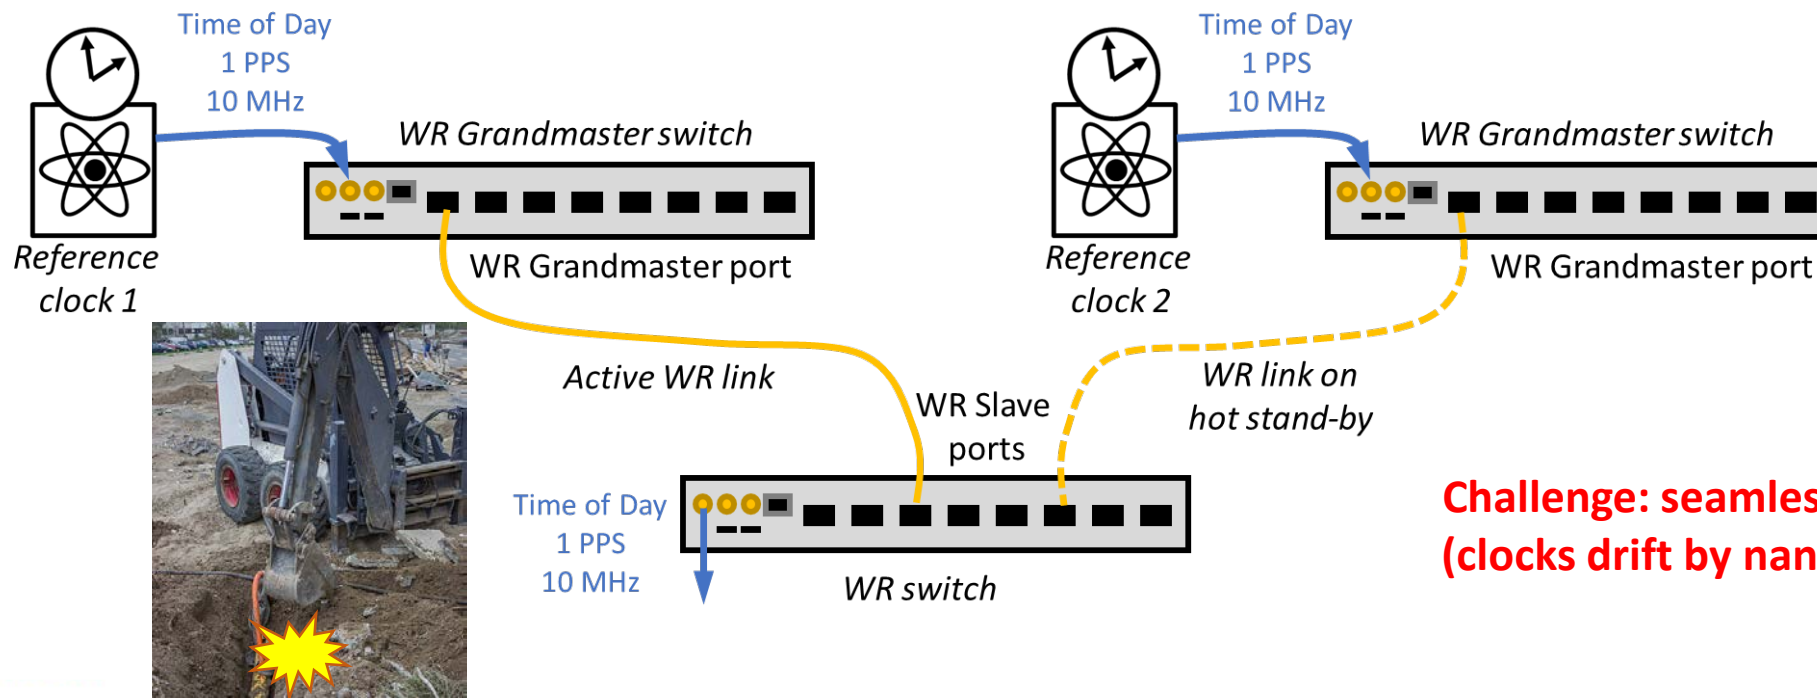 Time of Day
1 PPS
10 MHz
WR Grandmaster switch
Reference
clock 1
WR Grandmaster port
Time of Day
1 PPS
10 MHz
WR Grandmaster switch
Reference
clock 2
WR Grandmaster port
Active WR link
WR Slave
ports
WR link on
hot stand-by
Time of Day
1 PPS
10 MHz
WR switch
Challenge: seamles
(clocks drift by nan